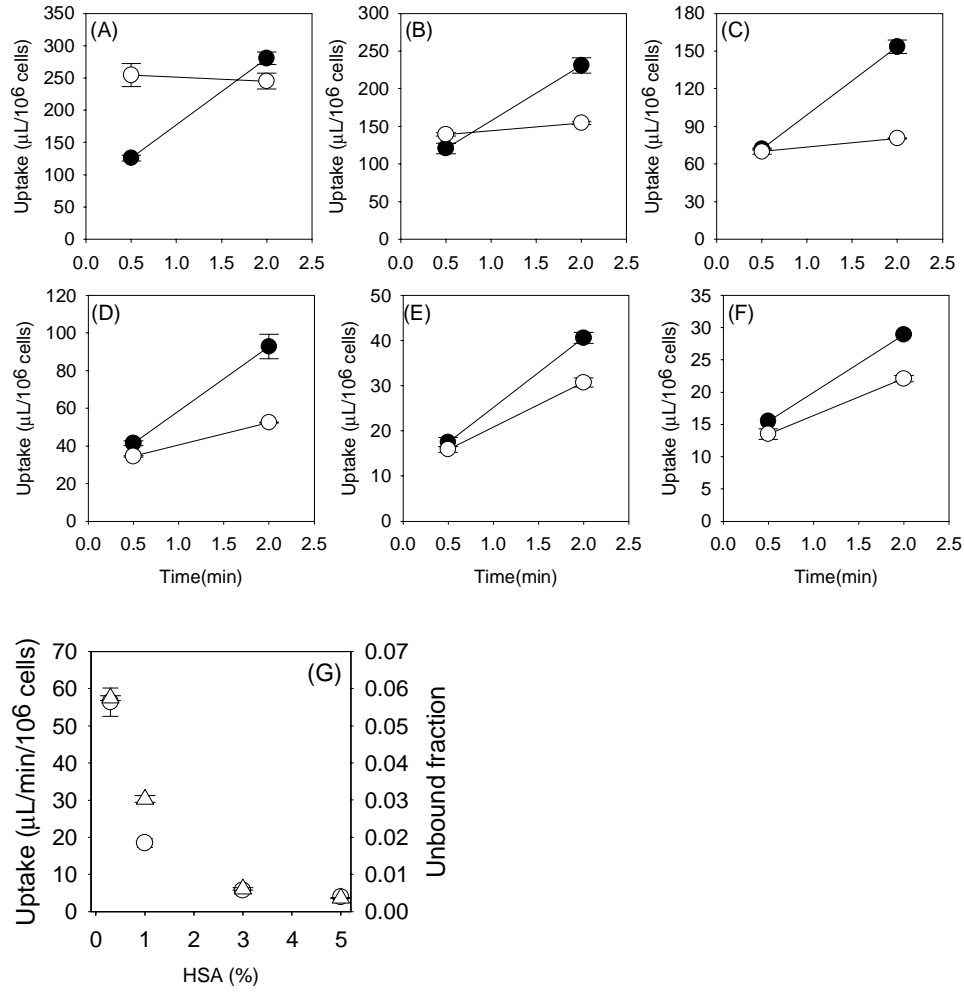 (A)
Uptake (μL/10⁶ cells)
350
300
250
200
150
100
50
0
0.0 0.5 1.0 1.5 2.0 2.5
(B)
Uptake (μL/10⁶ cells)
300
250
200
150
100
50
0
0.0 0.5 1.0 1.5 2.0 2.5
(C)
Uptake (μL/10⁶ cells)
180
150
120
90
60
30
0
0.0 0.5 1.0 1.5 2.0 2.5
(D)
Uptake (μL/10⁶ cells)
120
100
80
60
40
20
0
0.0 0.5 1.0 1.5 2.0 2.5
Time(min)
(E)
Uptake (μL/10⁶ cells)
50
40
30
20
10
0
0.0 0.5 1.0 1.5 2.0 2.5
Time(min)
(F)
Uptake (μL/10⁶ cells)
35
30
25
20
15
10
5
0
0.0 0.5 1.0 1.5 2.0 2.5
Time(min)
(G)
Uptake (μL/min/10⁶ cells)
70
60
50
40
30
20
10
0
0 1 2 3 4 5
HSA (%)
0.07
0.06
0.05
0.04
0.03
0.02
0.01
0.00
Unbound fraction